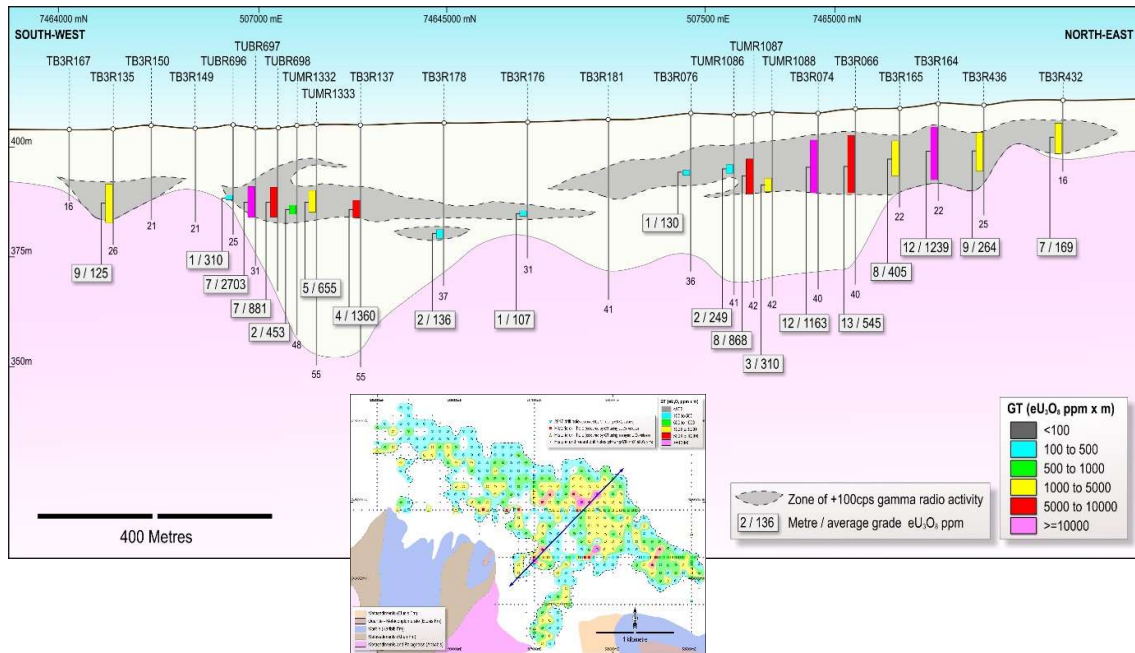 7464000 mN
507000 mE
7464500 mN
507500 mE
7465000 mN
SOUTH-WEST
NORTH-EAST
TB3R167
TB3R135
TB3R150
TB3R149
TUBR696
TUBR697
TUBR698
TUMR1332
TUMR1333
TB3R137
TB3R178
TB3R176
TB3R181
TB3R076
TUMR1086
TUMR1087
TUMR1088
TB3R074
TB3R066
TB3R165
TB3R164
TB3R436
TB3R432
400m
375m
350m
16
26
21
21
25
31
48
55
55
37
31
41
36
41
42
42
40
40
22
22
25
16
9 / 125
1 / 310
7 / 2703
7 / 881
2 / 453
5 / 655
4 / 1360
2 / 136
1 / 107
1 / 130
2 / 249
8 / 868
3 / 310
12 / 1163
13 / 545
8 / 405
12 / 1239
9 / 264
7 / 169
400 Metres
GT (eU₃O₈ ppm x m)
<100
100 to 500
500 to 1000
1000 to 5000
5000 to 10000
>=10000
Zone of +100cps gamma radio activity
2 / 136 Metre / average grade eU₃O₈ ppm
1 kilometre